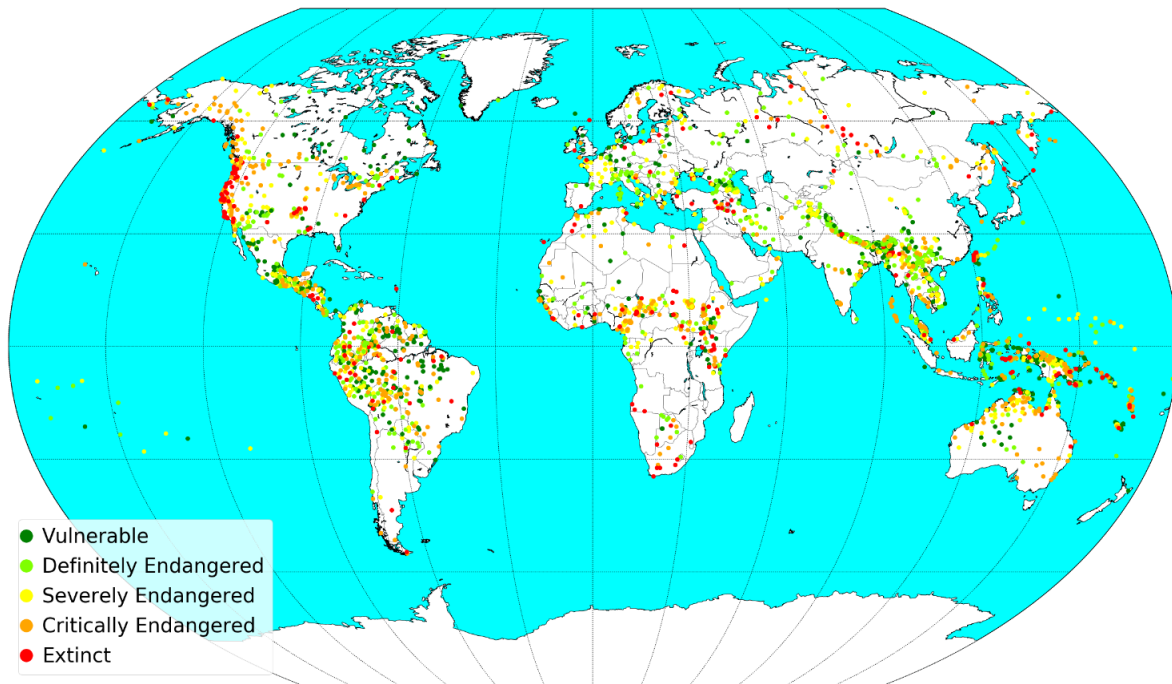 Vulnerable
Definitely Endangered
Severely Endangered
Critically Endangered
Extinct